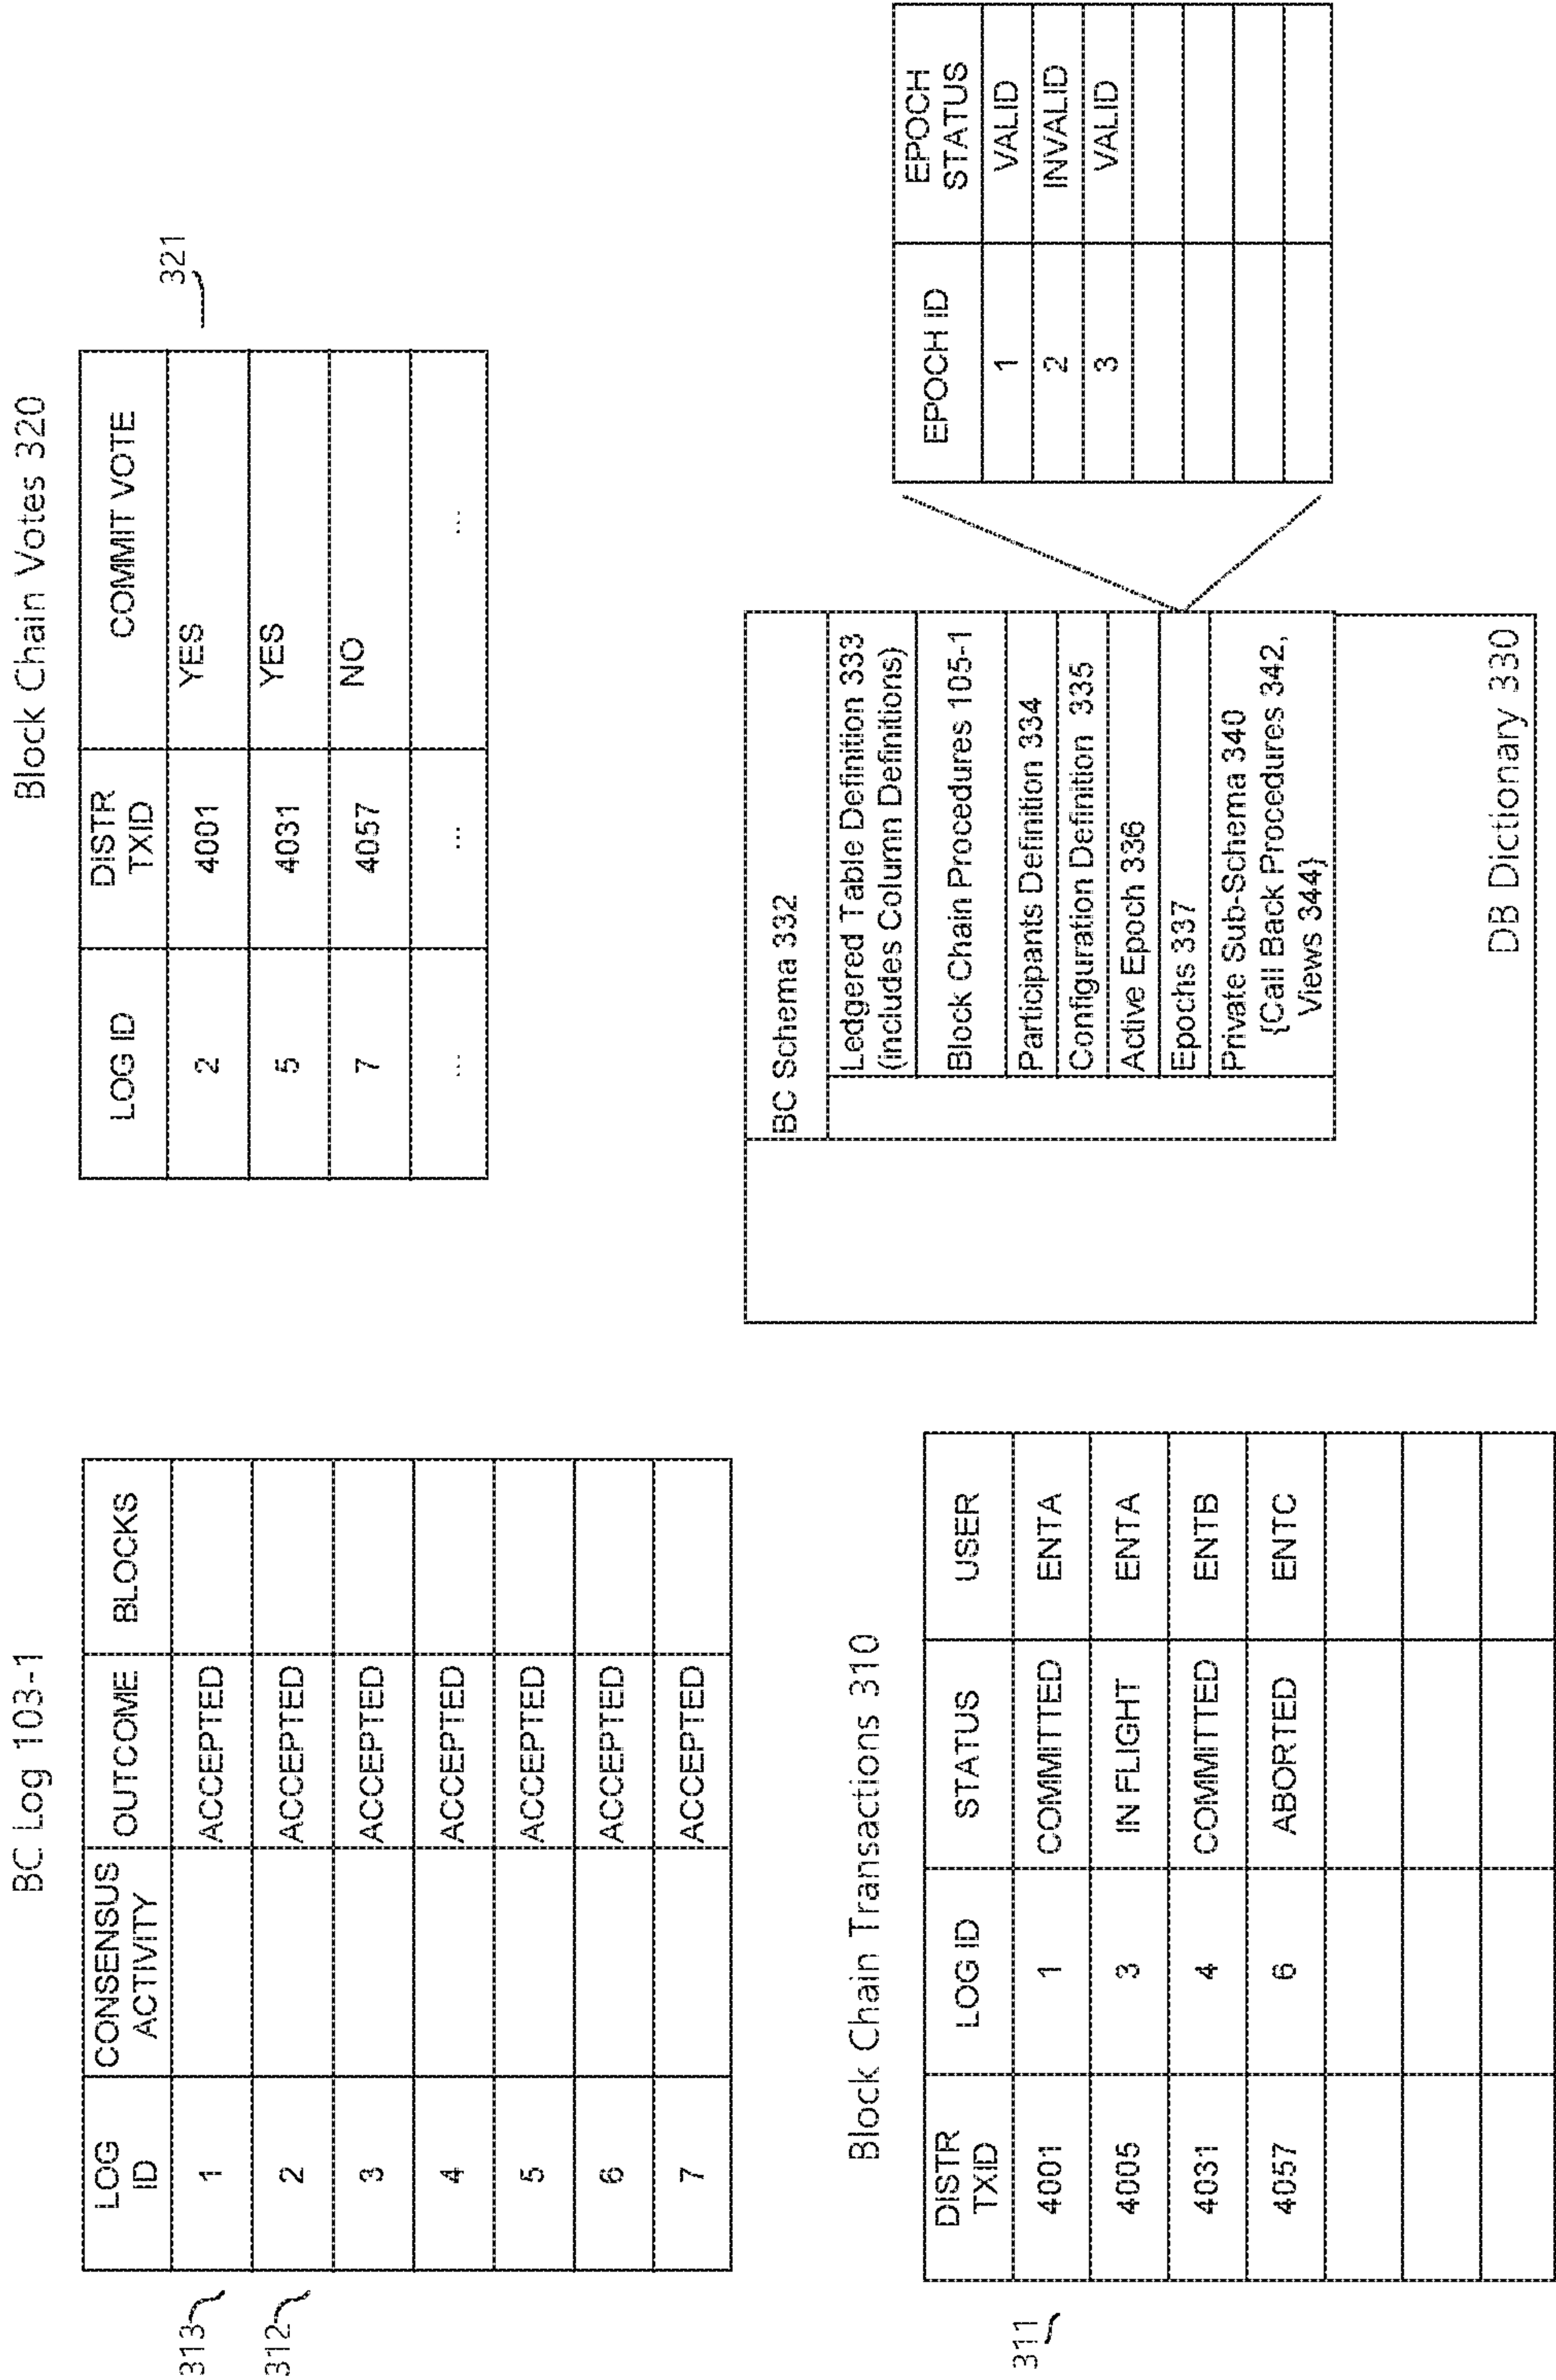 BC Log 103-1
LOG ID CONSENSUS ACTIVITY OUTCOME BLOCKS
313 1 ACCEPTED
312 2 ACCEPTED
3 ACCEPTED
4 ACCEPTED
5 ACCEPTED
6 ACCEPTED
7 ACCEPTED
Block Chain Votes 320
LOG ID DISTR TXID COMMIT VOTE
2 4001 YES 321
5 4031 YES
7 4057 NO
... ... ...
Block Chain Transactions 310
DISTR TXID LOG ID STATUS USER
311 4001 1 COMMITTED ENTA
4005 3 IN FLIGHT ENTA
4031 4 COMMITTED ENTB
4057 6 ABORTED ENTC
BC Schema 332
Ledgered Table Definition 333
(includes Column Definitions)
Block Chain Procedures 105-1
Participants Definition 334
Configuration Definition 335
Active Epoch 336
Epochs 337
Private Sub-Schema 340
{Call Back Procedures 342,
Views 344}
DB Dictionary 330
EPOCH ID EPOCH STATUS
1 VALID
2 INVALID
3 VALID